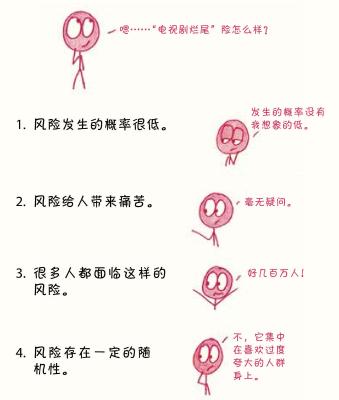 嗯……“电视剧烂尾”险怎么样?
1. 风险发生的概率很低。
发生的概率没有
我想象的低。
2. 风险给人带来痛苦。
毫无疑问。
3. 很多人都面临这样的
风险。
好几百万人!
4. 风险存在一定的随
机性。
不,它集中
在喜欢过度
夸大的人群
身上。